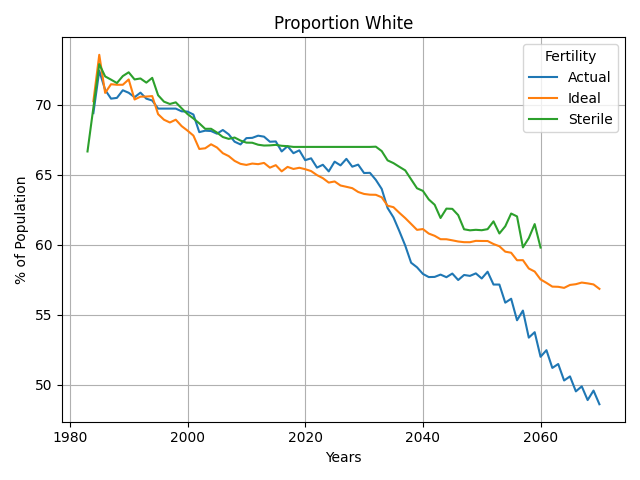 Proportion White
Fertility
Actual
Ideal
Sterile
% of Population
70
65
60
55
50
1980
2000
2020
2040
2060
Years